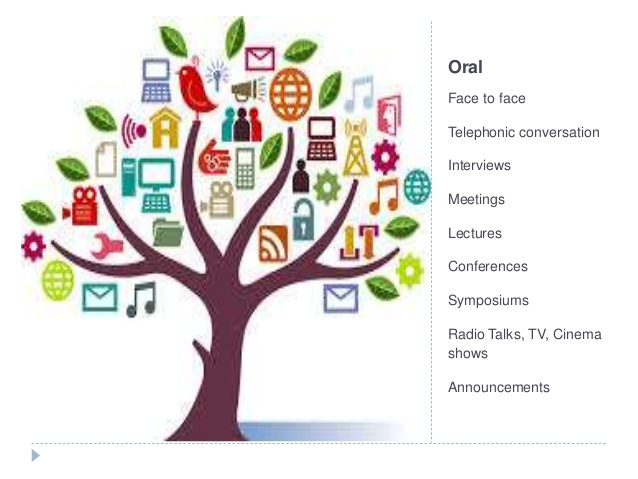 Oral
Face to face
Telephonic conversation
Interviews
Meetings
Lectures
Conferences
Symposiums
Radio Talks, TV, Cinema
shows
Announcements